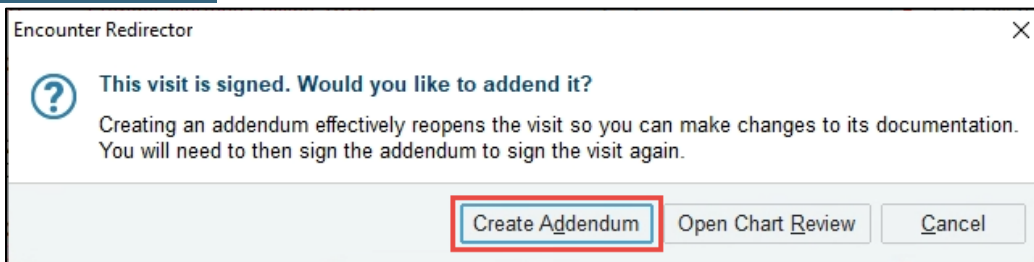 Encounter Redirector
This visit is signed. Would you like to addend it?
Creating an addendum effectively reopens the visit so you can make changes to its documentation.
You will need to then sign the addendum to sign the visit again.
Create Addendum Open Chart Review Cancel